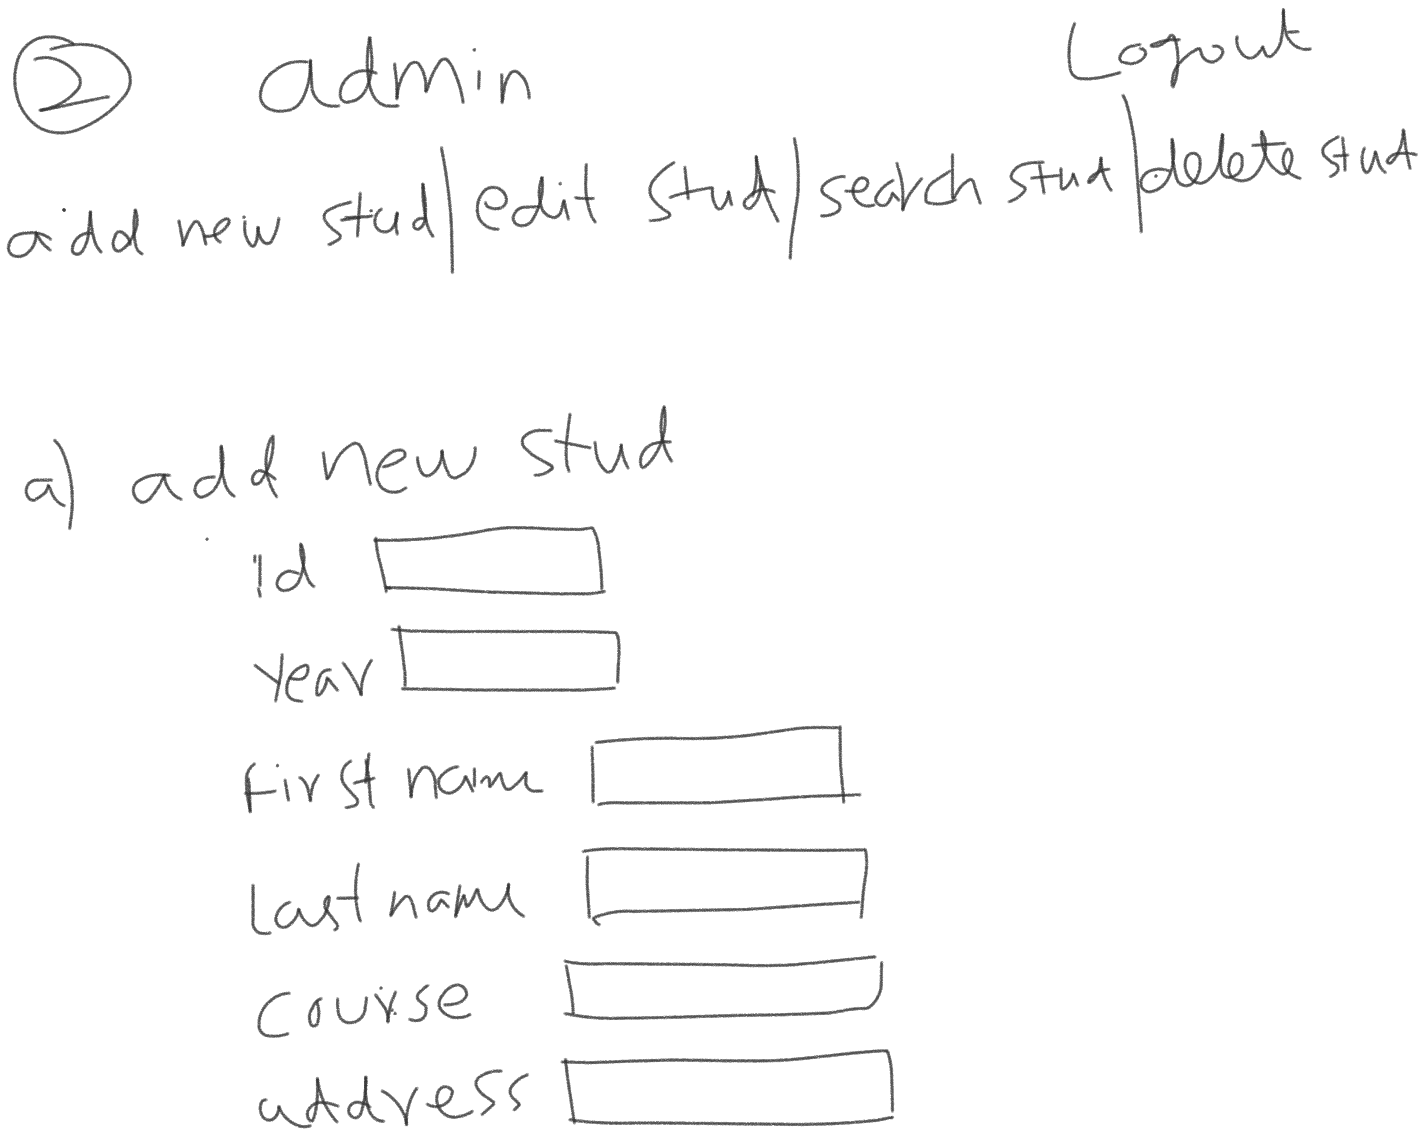 ② admin Logout
add new stud | edit stud | search stud | delete stud
a) add new stud
id
year
first name
Last name
course
address